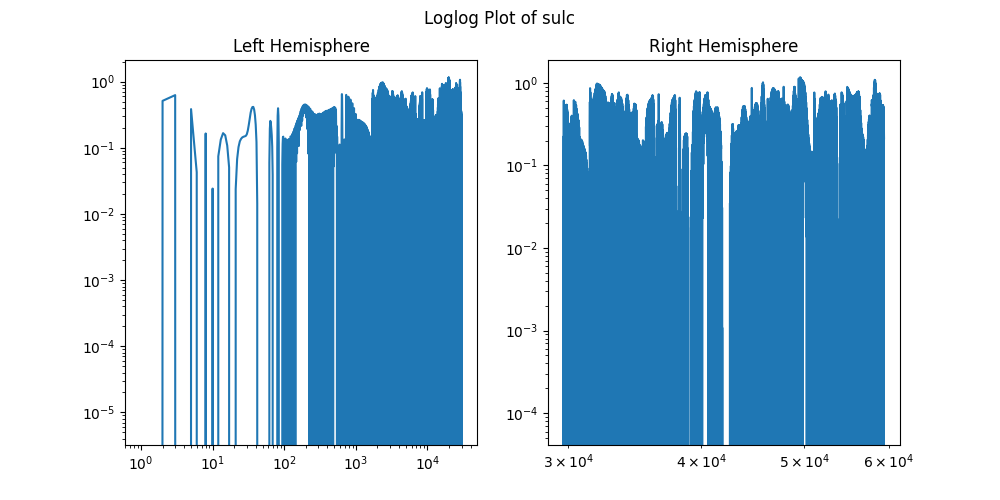 Loglog Plot of sulc
Left Hemisphere
Right Hemisphere
10⁰
10⁻¹
10⁻²
10⁻³
10⁻⁴
10⁻⁵
10⁰
10⁻¹
10⁻²
10⁻³
10⁻⁴
10⁰ 10¹ 10² 10³ 10⁴
3 × 10⁴ 4 × 10⁴ 5 × 10⁴ 6 × 10⁴